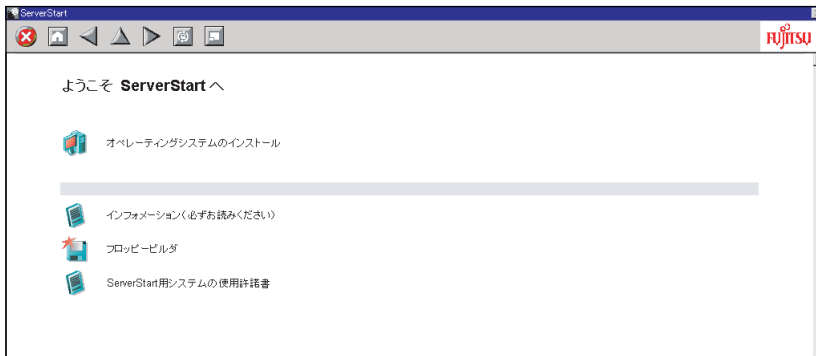 ServerStart
FUJITSU
ようこそ ServerStart へ
オペレーティングシステムのインストール
インフォメーション(必ずお読みください)
フロッピービルダ
ServerStart用システムの使用許諾書